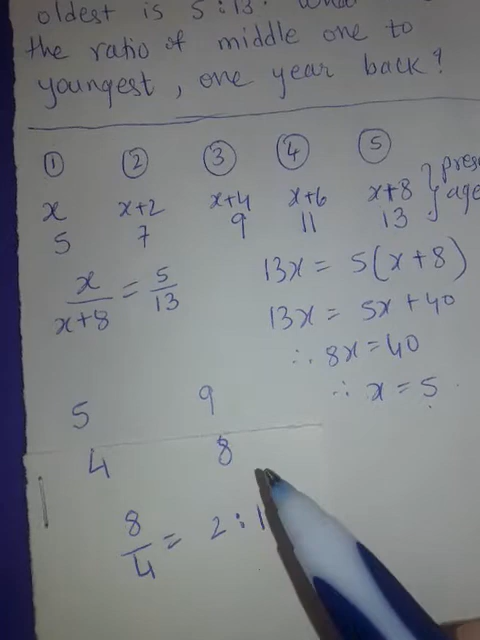 oldest is 5:13. What
the ratio of middle one to
youngest, one year back?
① ② ③ ④ ⑤
x x+2 x+4 x+6 x+8 } prese
5 7 9 11 13 age
x/x+8 = 5/13
13x = 5(x+8)
13x = 5x+40
∴ 8x=40
∴ x = 5.
5 9
4 8
8/4 = 2:1